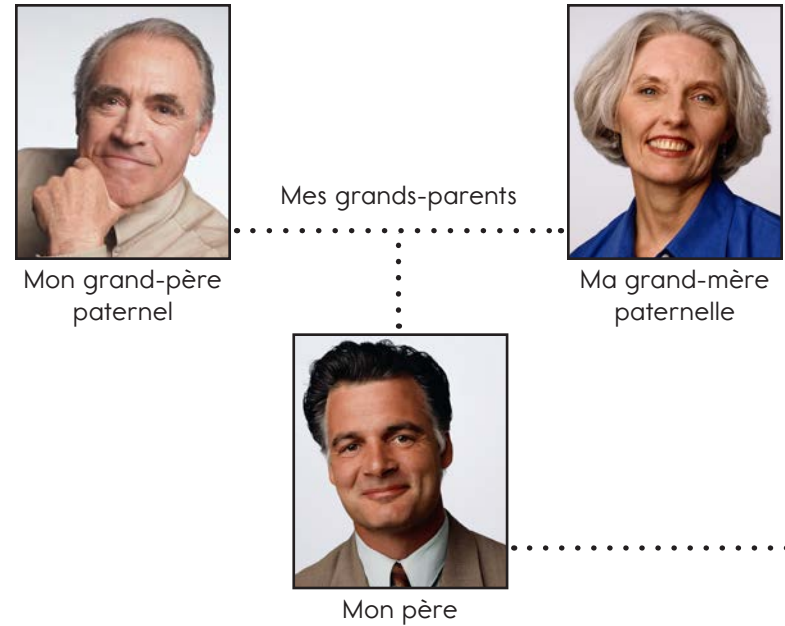 Mes grands-parents
Mon grand-père
paternel
Ma grand-mère
paternelle
Mon père